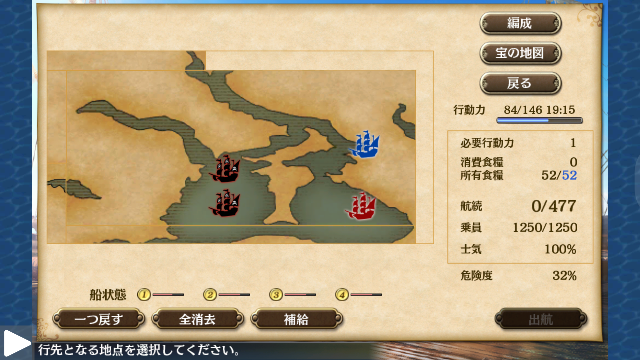 編成
宝の地図
戻る
行動力 84/146 19:15
必要行動力 1
消費食糧 0
所有食糧 52/52
航続 0/477
乗員 1250/1250
士気 100%
危険度 32%
船状態 1 2 3 4
一つ戻す 全消去 補給 出航
行先となる地点を選択してください。